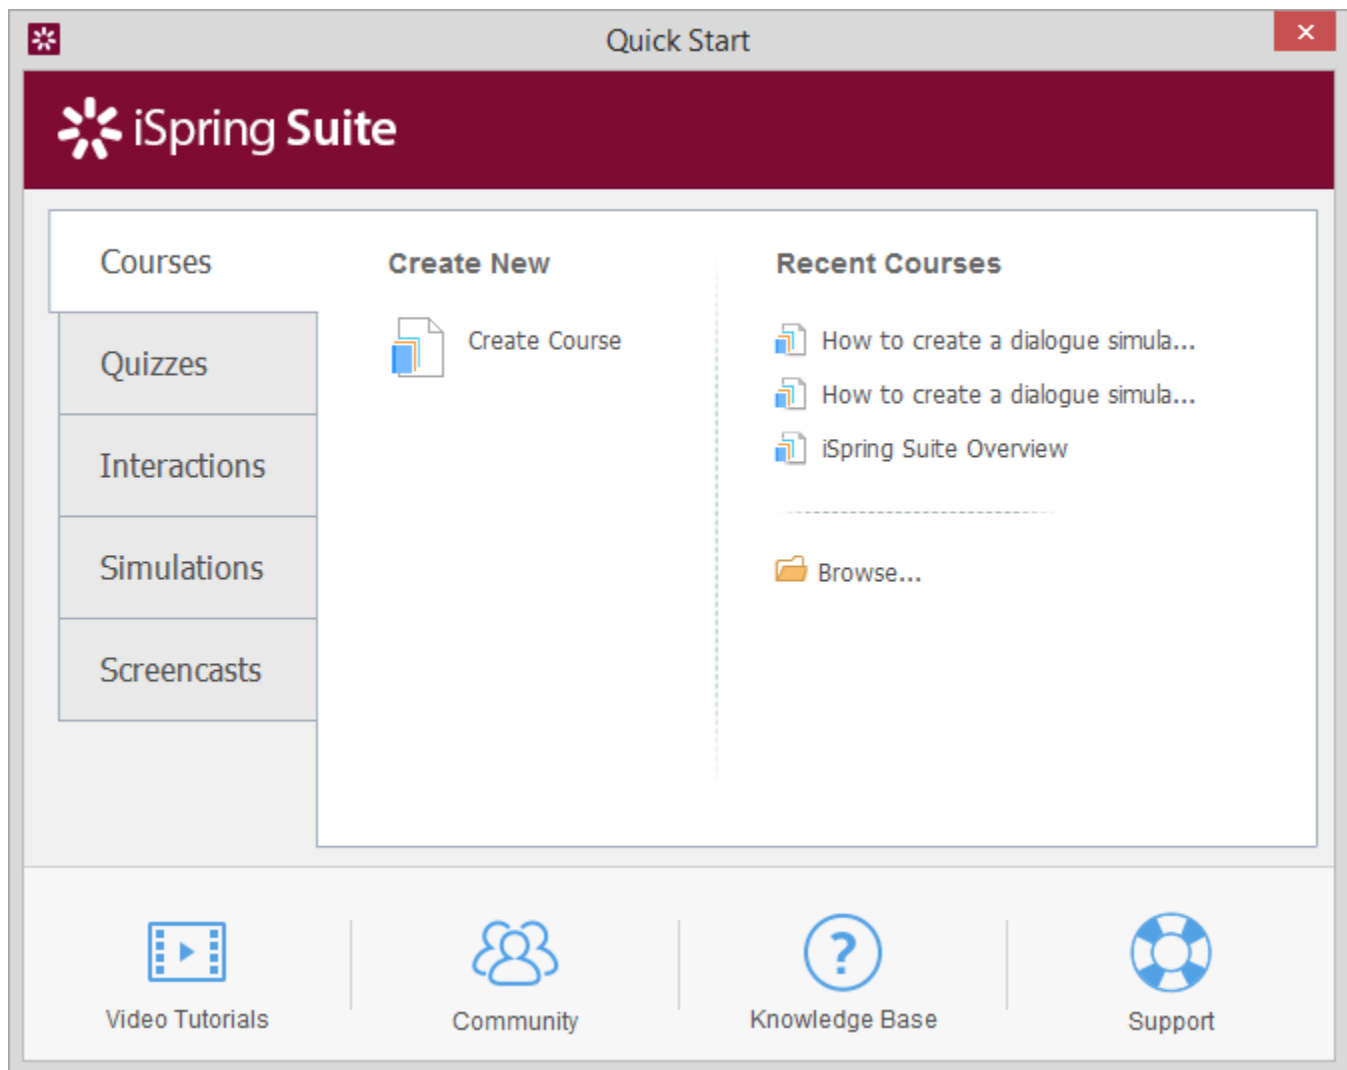 Quick Start
iSpring Suite
Courses
Quizzes
Interactions
Simulations
Screencasts
Create New
Create Course
Recent Courses
How to create a dialogue simula...
How to create a dialogue simula...
iSpring Suite Overview
Browse...
Video Tutorials
Community
Knowledge Base
Support